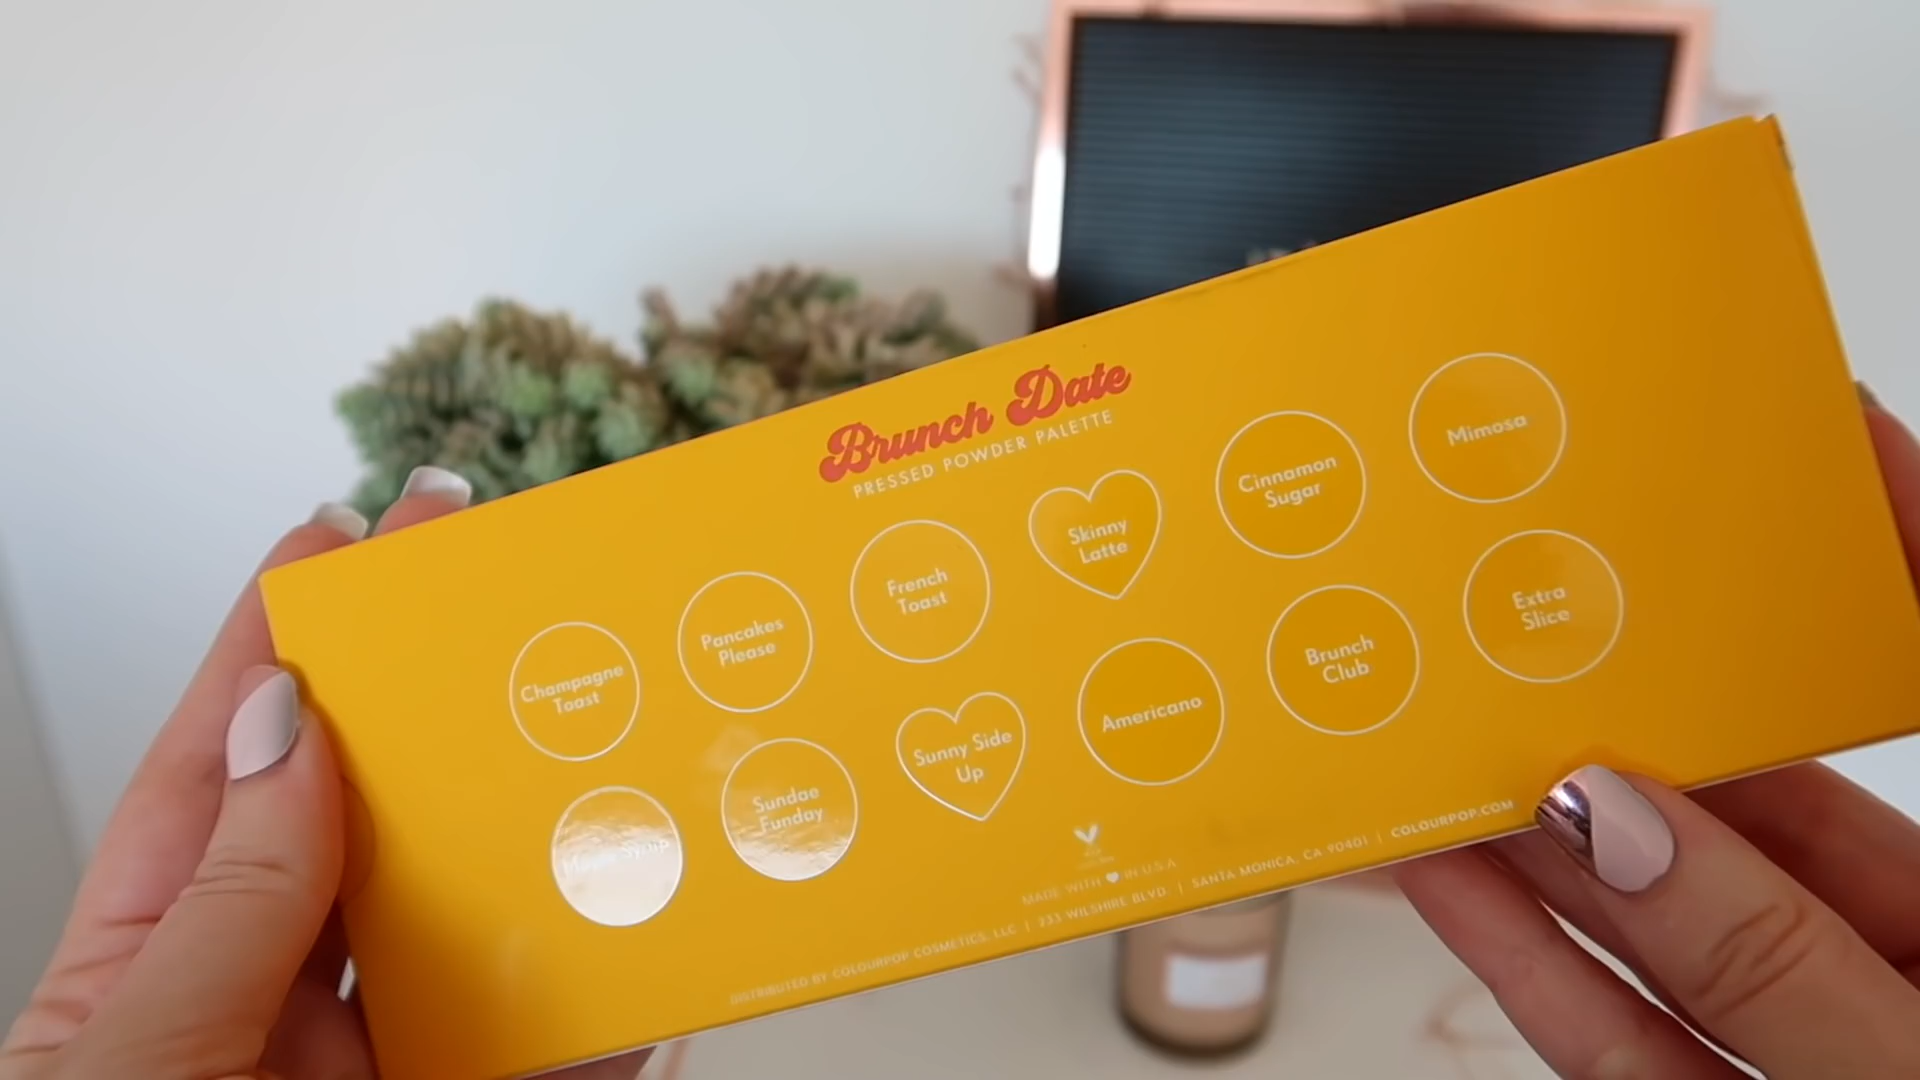 Brunch Date
PRESSED POWDER PALETTE
Champagne
Toast
Pancakes
Please
French
Toast
Skinny
Latte
Cinnamon
Sugar
Mimosa
Maple Syrup
Sundae
Funday
Sunny Side
Up
Americano
Brunch
Club
Extra
Slice
MADE WITH ♥ IN U.S.A
DISTRIBUTED BY COLOURPOP COSMETICS, LLC | 233 WILSHIRE BLVD. | SANTA MONICA, CA 90401 | COLOURPOP.COM